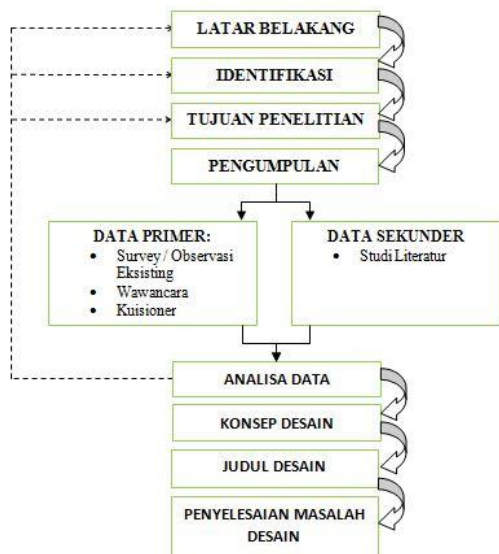 LATAR BELAKANG
IDENTIFIKASI
TUJUAN PENELITIAN
PENGUMPULAN
DATA PRIMER:
• Survey / Observasi
Eksisting
• Wawancara
• Kuisioner
DATA SEKUNDER
• Studi Literatur
ANALISA DATA
KONSEP DESAIN
JUDUL DESAIN
PENYELESAIAN MASALAH
DESAIN